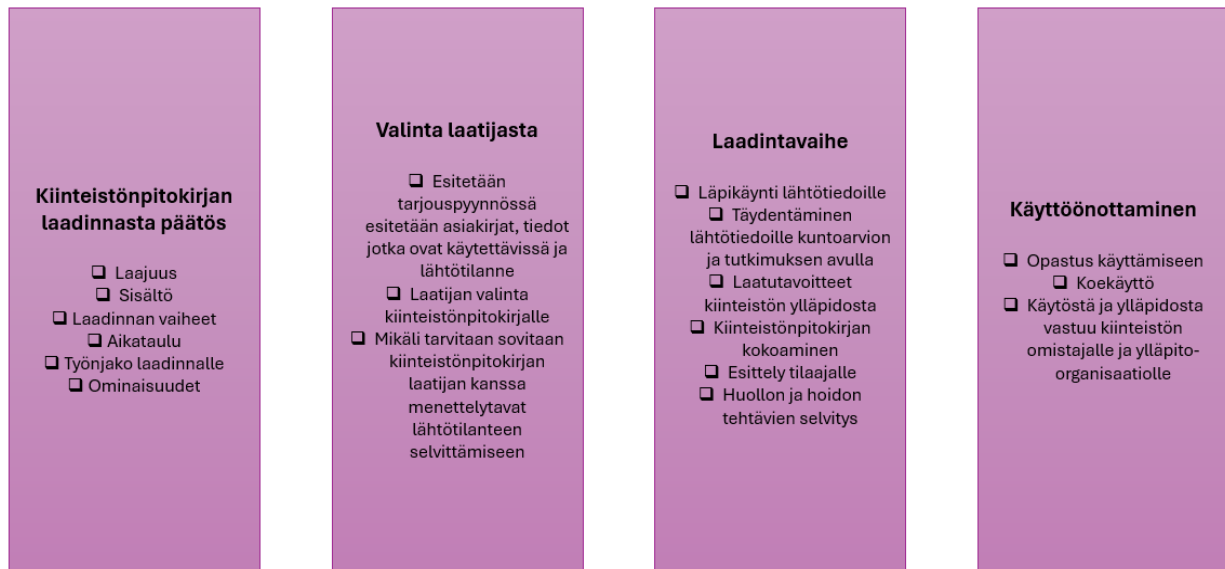 Kiinteistönpitokirjan
laadinnasta päätös
❑ Laajuus
❑ Sisältö
❑ Laadinnan vaiheet
❑ Aikataulu
❑ Työnjako laadinnalle
❑ Ominaisuudet
Valinta laatijasta
❑ Esitetään
tarjouspyynnössä
esitetään asiakirjat, tiedot
jotka ovat käytettävissä ja
lähtötilanne
❑ Laatijan valinta
kiinteistönpitokirjalle
❑ Mikäli tarvitaan sovitaan
kiinteistönpitokirjan
laatijan kanssa
menettelytavat
lähtötilanteen
selvittämiseen
Laadintavaihe
❑ Läpikäynti lähtötiedoille
❑ Täydentäminen
lähtötiedoille kuntoarvion
ja tutkimuksen avulla
❑ Laatutavoitteet
kiinteistön ylläpidosta
❑ Kiinteistönpitokirjan
kokoaminen
❑ Esittely tilaajalle
❑ Huollon ja hoidon
tehtävien selvitys
Käyttöönottaminen
❑ Opastus käyttämiseen
❑ Koekäyttö
❑ Käytöstä ja ylläpidosta
vastuu kiinteistön
omistajalle ja ylläpito-
organisaatiolle